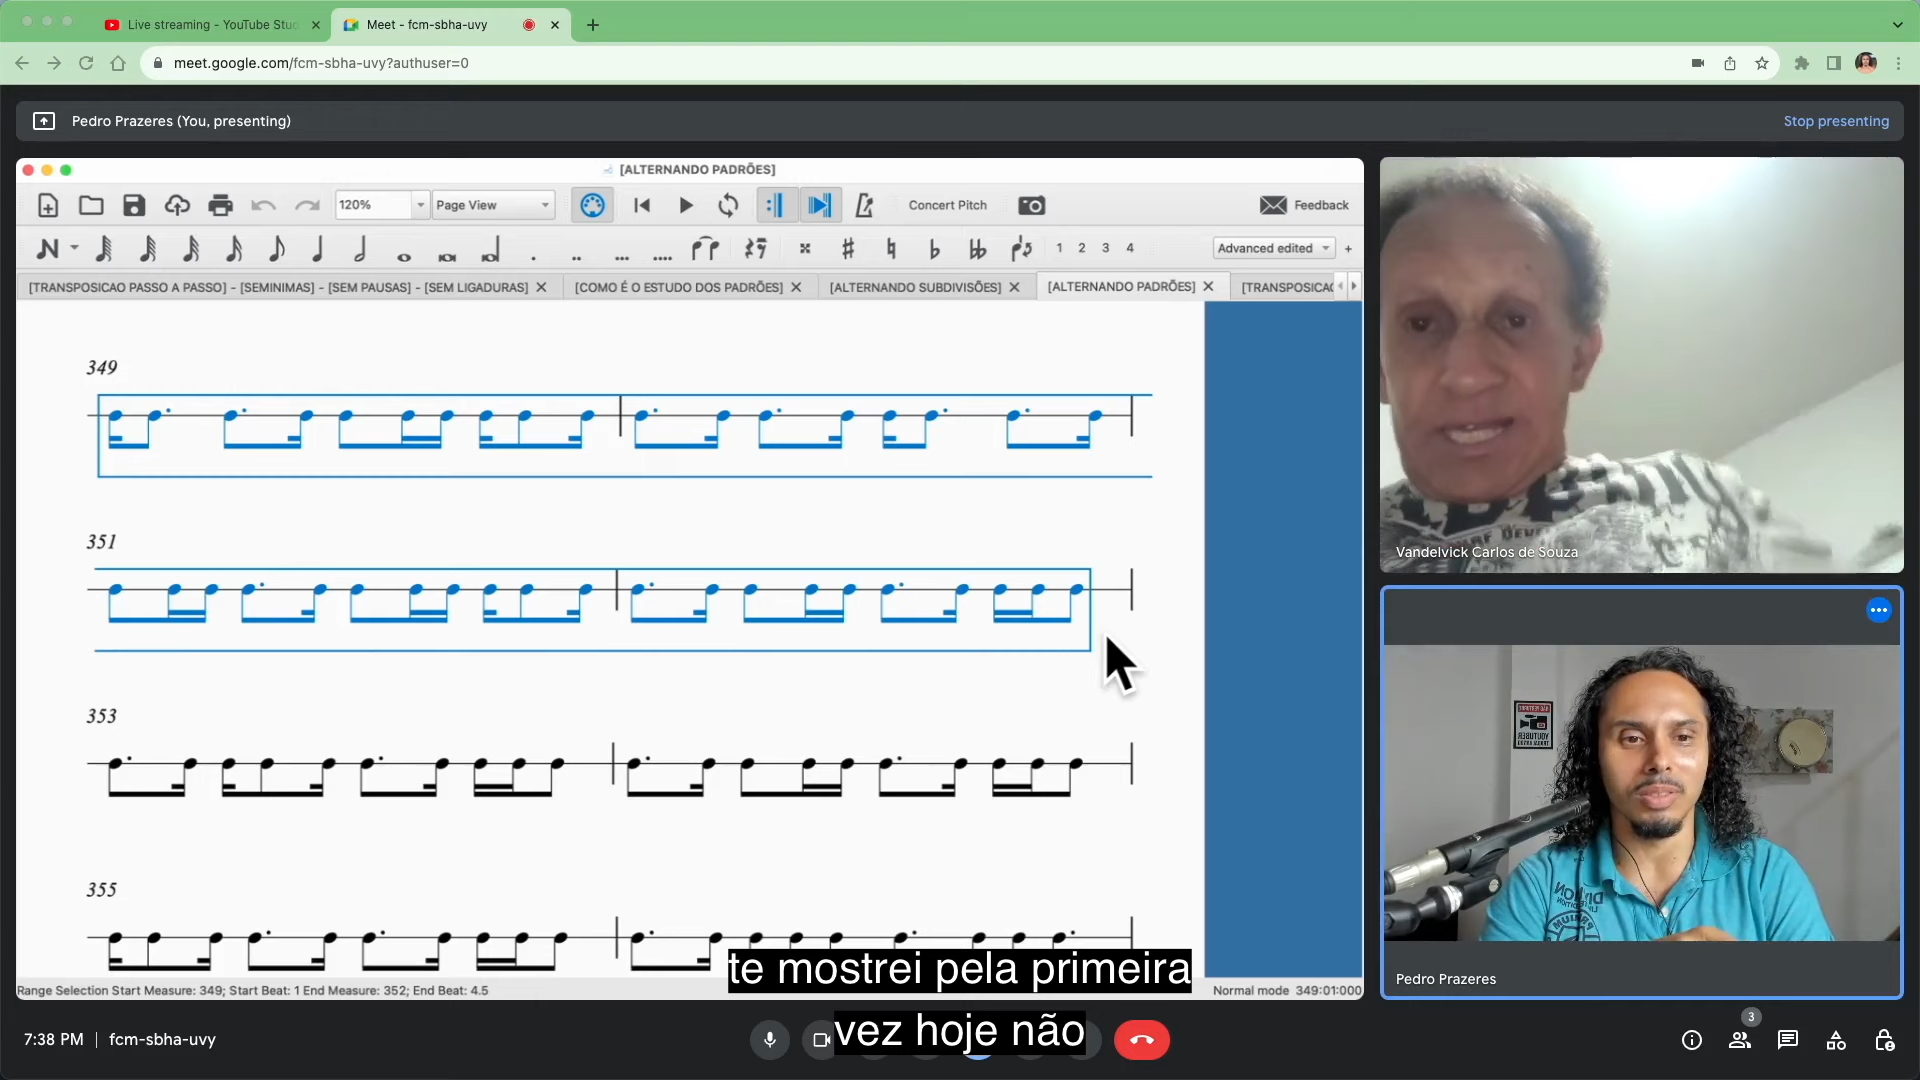 Live streaming - YouTube Stu
Meet - fcm-sbha-uvy
meet.google.com/fcm-sbha-uvy?authuser=0
Pedro Prazeres (You, presenting)
Stop presenting
[ALTERNANDO PADRÕES]
120%
Page View
Concert Pitch
Feedback
1 2 3 4
Advanced edited
[TRANSPOSICAO PASSO A PASSO] - [SEMINIMAS] - [SEM PAUSAS] - [SEM LIGADURAS]
[COMO É O ESTUDO DOS PADRÕES]
[ALTERNANDO SUBDIVISÕES]
[ALTERNANDO PADRÕES]
[TRANSPOSICAO
349
351
353
355
Range Selection Start Measure: 349; Start Beat: 1 End Measure: 352; End Beat: 4.5
Normal mode 349:01:000
Vandelvick Carlos de Souza
Pedro Prazeres
te mostrei pela primeira
vez hoje não
7:38 PM | fcm-sbha-uvy
3